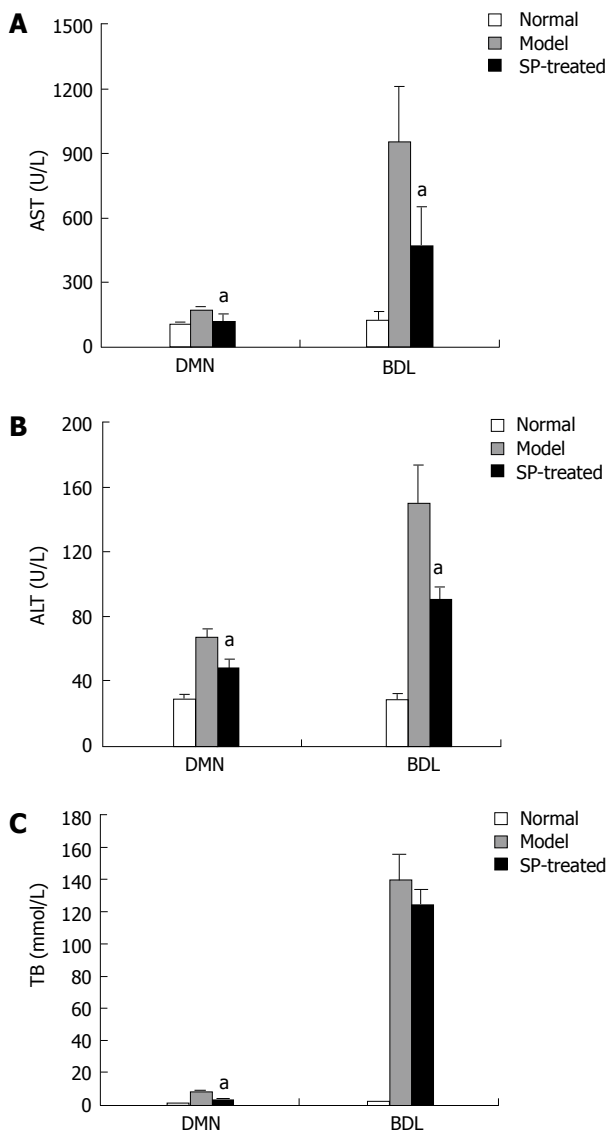 A
Normal
Model
SP-treated
1500
1200
900
600
300
0
AST (U/L)
a
a
DMN
BDL
B
Normal
Model
SP-treated
200
160
120
80
40
0
ALT (U/L)
a
a
DMN
BDL
C
Normal
Model
SP-treated
180
160
140
120
100
80
60
40
20
0
TB (mmol/L)
a
DMN
BDL